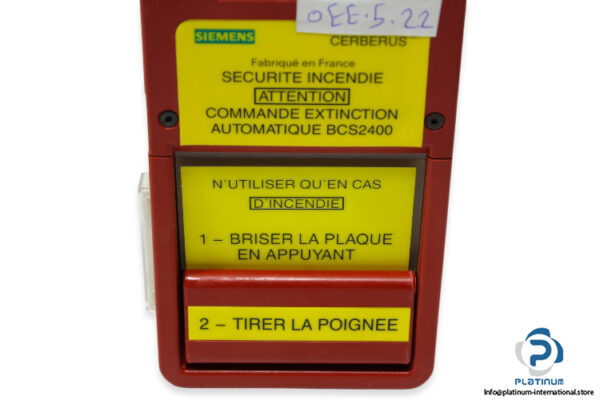 OEE.5.22
SIEMENS
CERBERUS
Fabriqué en France
SECURITE INCENDIE
ATTENTION
COMMANDE EXTINCTION
AUTOMATIQUE BCS2400
N'UTILISER QU'EN CAS
D'INCENDIE
1 – BRISER LA PLAQUE
EN APPUYANT
2 – TIRER LA POIGNEE
PLATINUM
Info@platinum-international.store